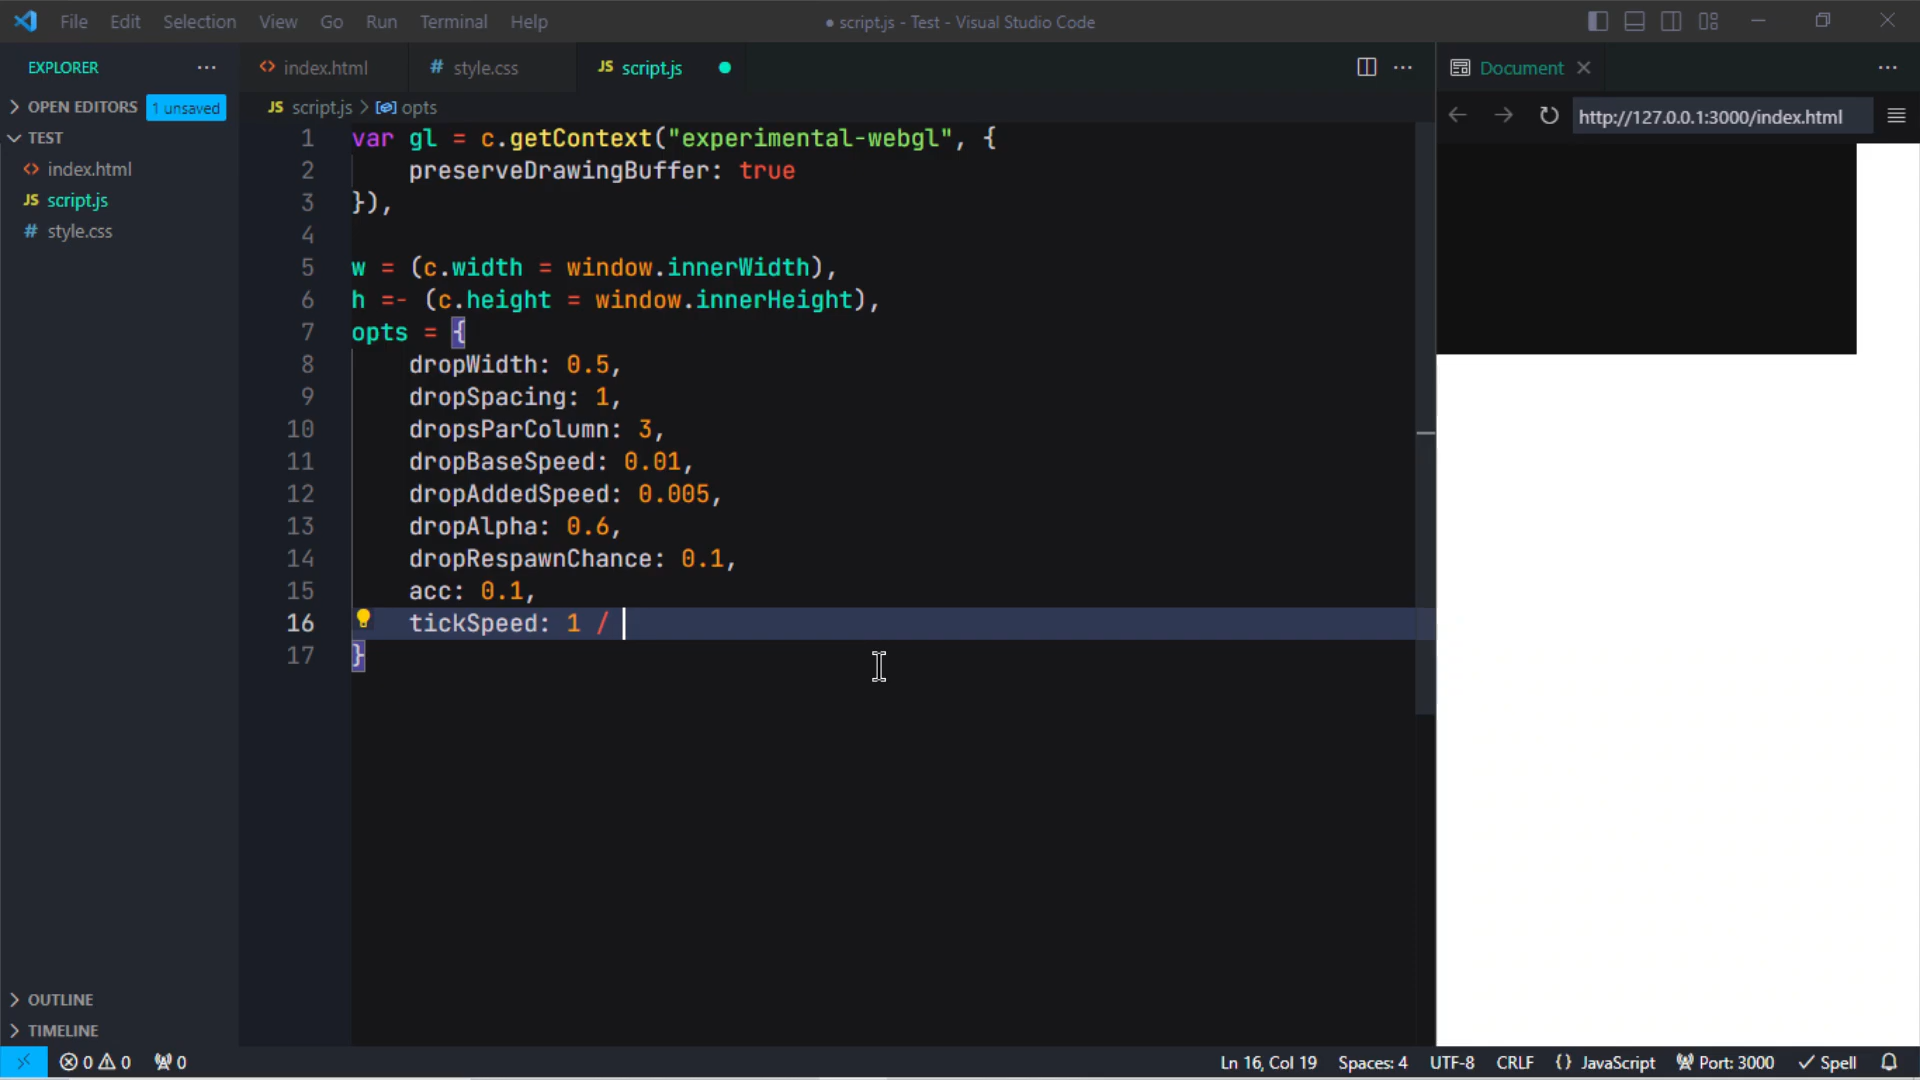 File Edit Selection View Go Run Terminal Help
● script.js - Test - Visual Studio Code
EXPLORER
OPEN EDITORS 1 unsaved
TEST
index.html
JS script.js
# style.css
OUTLINE
TIMELINE
index.html
# style.css
JS script.js
JS script.js > opts
1 var gl = c.getContext("experimental-webgl", {
2 preserveDrawingBuffer: true
3 }),
4
5 w = (c.width = window.innerWidth),
6 h =- (c.height = window.innerHeight),
7 opts = {
8 dropWidth: 0.5,
9 dropSpacing: 1,
10 dropsParColumn: 3,
11 dropBaseSpeed: 0.01,
12 dropAddedSpeed: 0.005,
13 dropAlpha: 0.6,
14 dropRespawnChance: 0.1,
15 acc: 0.1,
16 tickSpeed: 1 /
17 }
Document
http://127.0.0.1:3000/index.html
0 0 0
Ln 16, Col 19 Spaces: 4 UTF-8 CRLF {} JavaScript Port: 3000 Spell